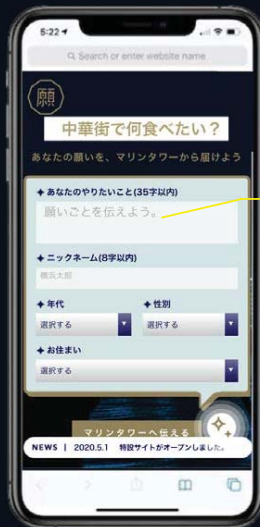 5:22
Search or enter website name
願
中華街で何食べたい？
あなたの願いを、マリンタワーから届けよう
あなたのやりたいこと(35字以内)
願いごとを伝えよう。
ニックネーム(8字以内)
横浜太郎
年代
性別
選択する
選択する
お住まい
選択する
マリンタワーへ伝える
NEWS | 2020.5.1 特設サイトがオープンしました。